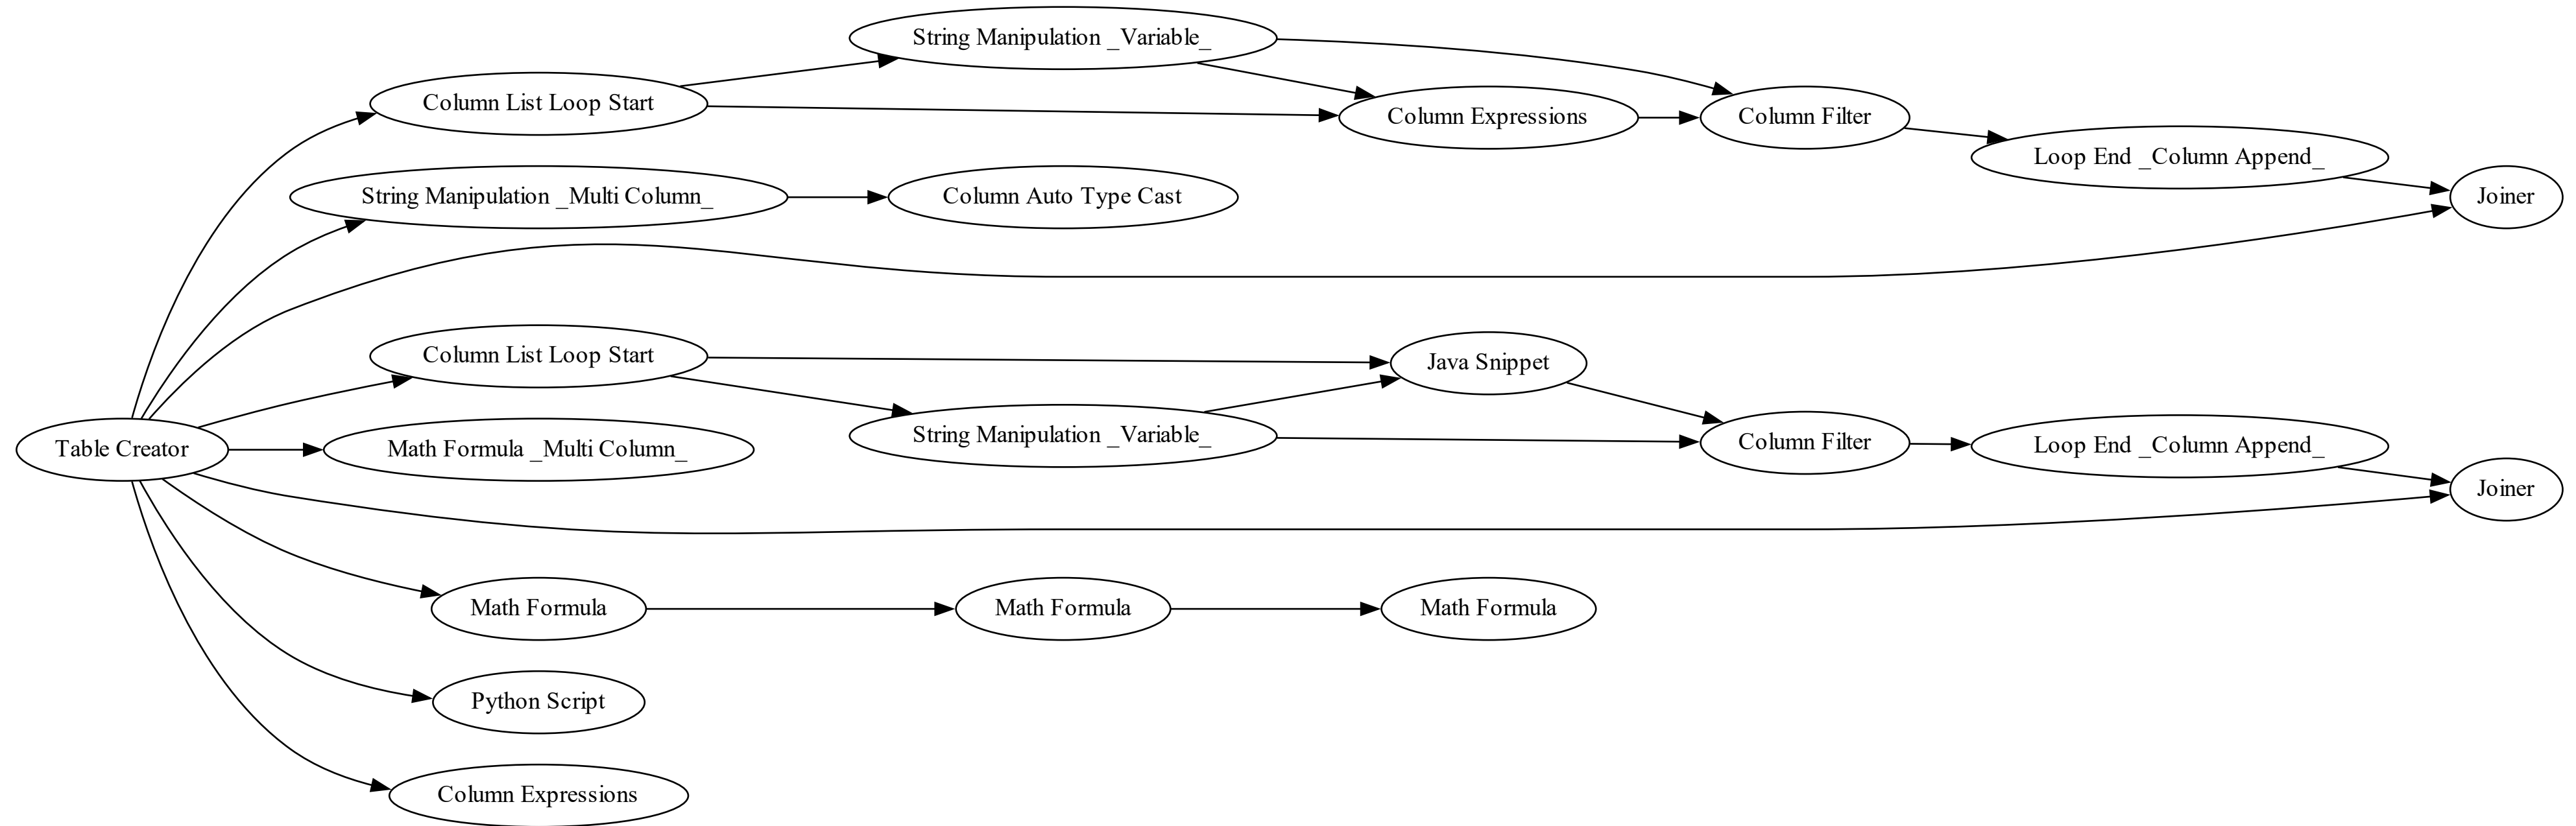 String Manipulation _Variable_
Column List Loop Start
Column Expressions
Column Filter
Loop End _Column Append_
String Manipulation _Multi Column_
Column Auto Type Cast
Joiner
Column List Loop Start
Java Snippet
String Manipulation _Variable_
Column Filter
Loop End _Column Append_
Table Creator
Math Formula _Multi Column_
Joiner
Math Formula
Math Formula
Math Formula
Python Script
Column Expressions